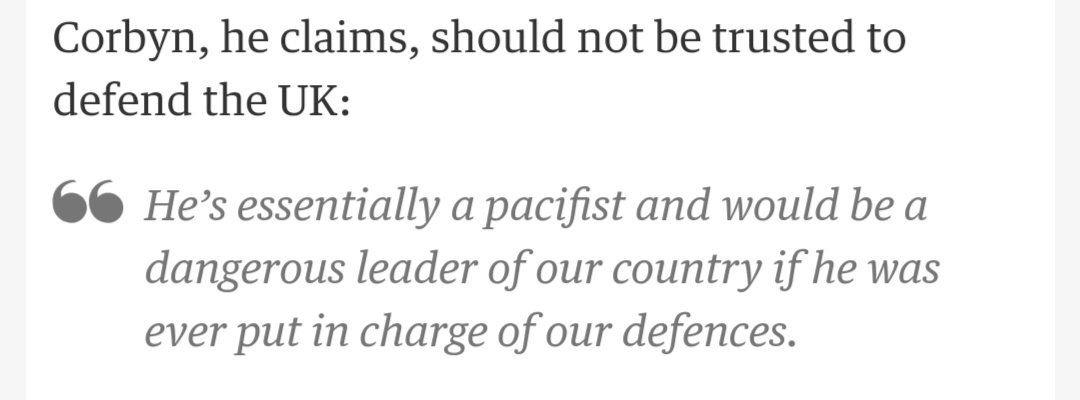 Corbyn, he claims, should not be trusted to
defend the UK:
“ He’s essentially a pacifist and would be a
dangerous leader of our country if he was
ever put in charge of our defences.